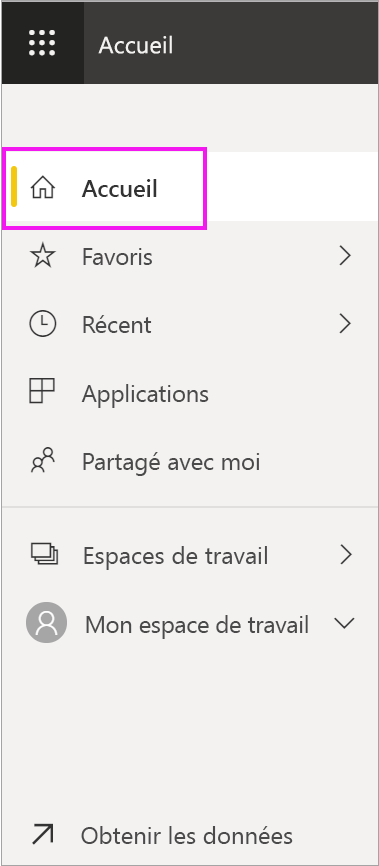 Accueil
Accueil
Favoris
Récent
Applications
Partagé avec moi
Espaces de travail
Mon espace de travail
Obtenir les données